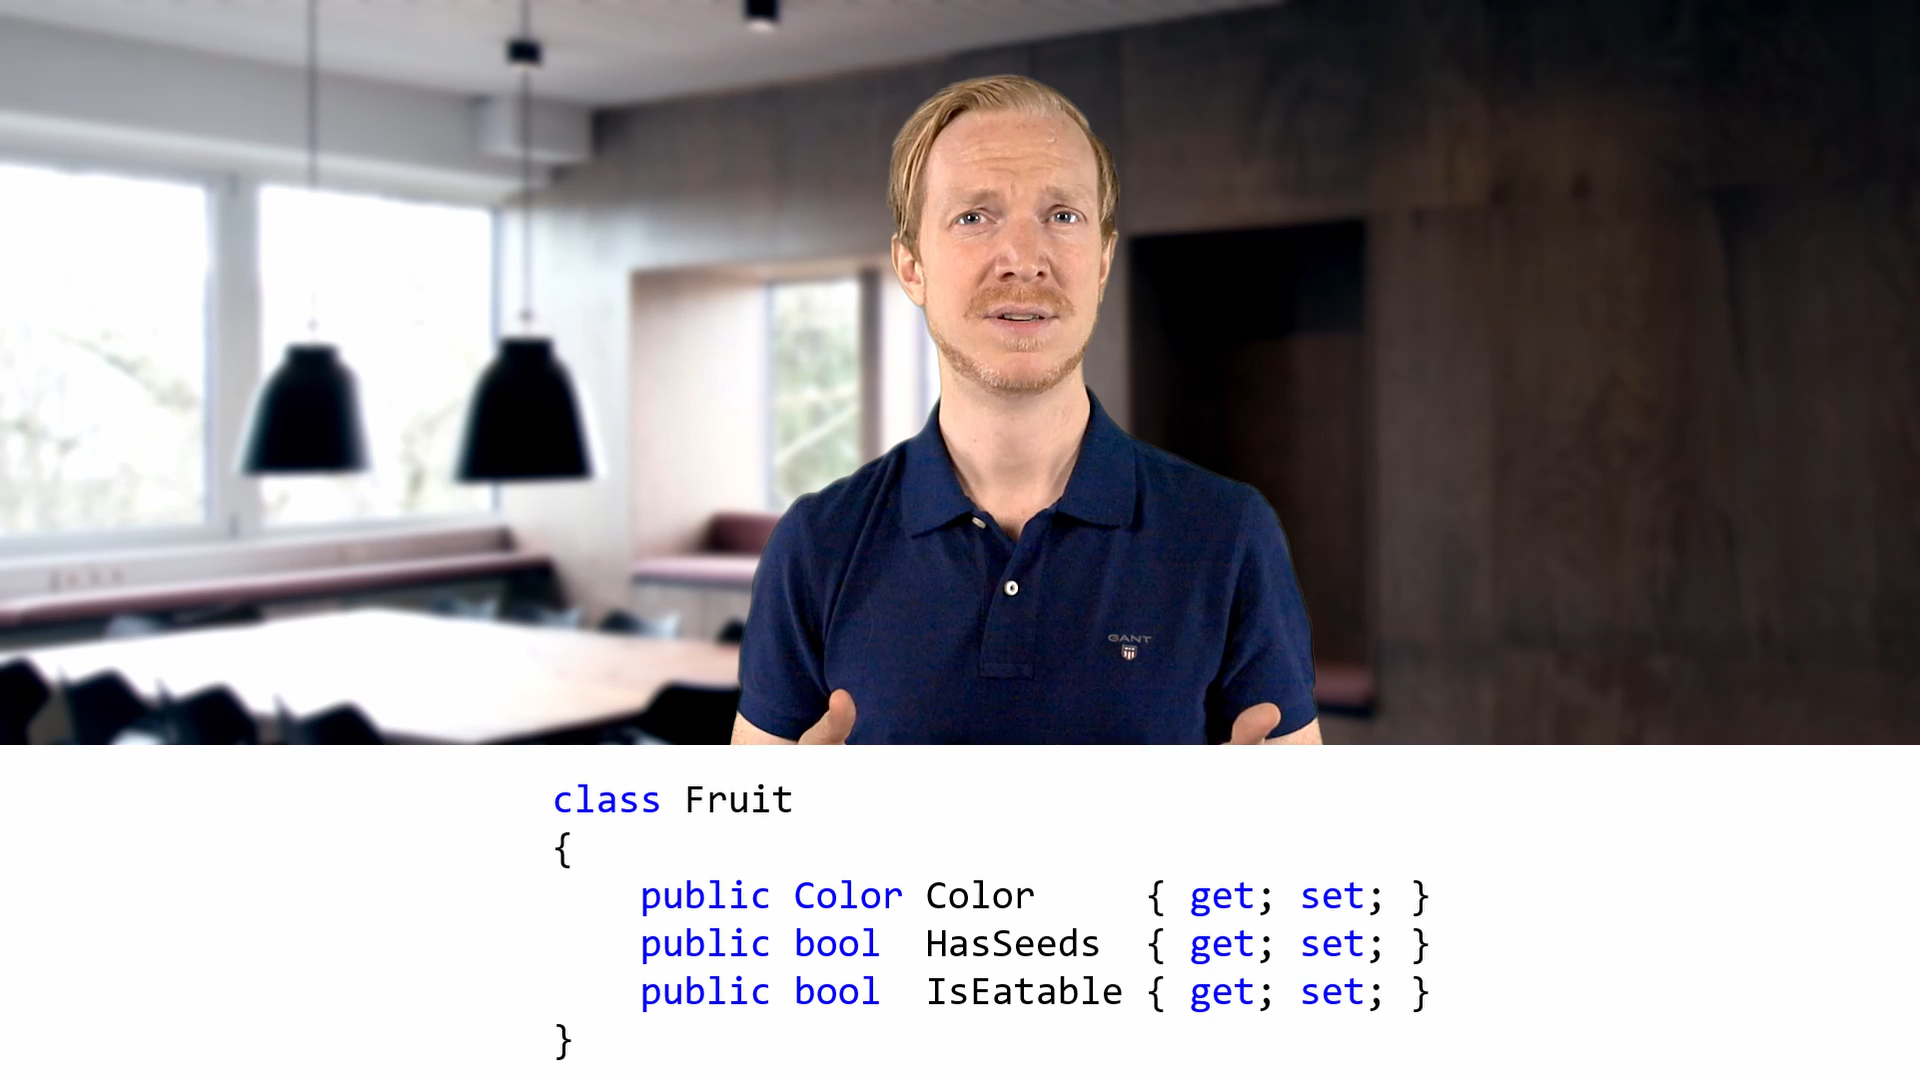 GANT
class Fruit
{
    public Color Color     { get; set; }
    public bool  HasSeeds  { get; set; }
    public bool  IsEatable { get; set; }
}